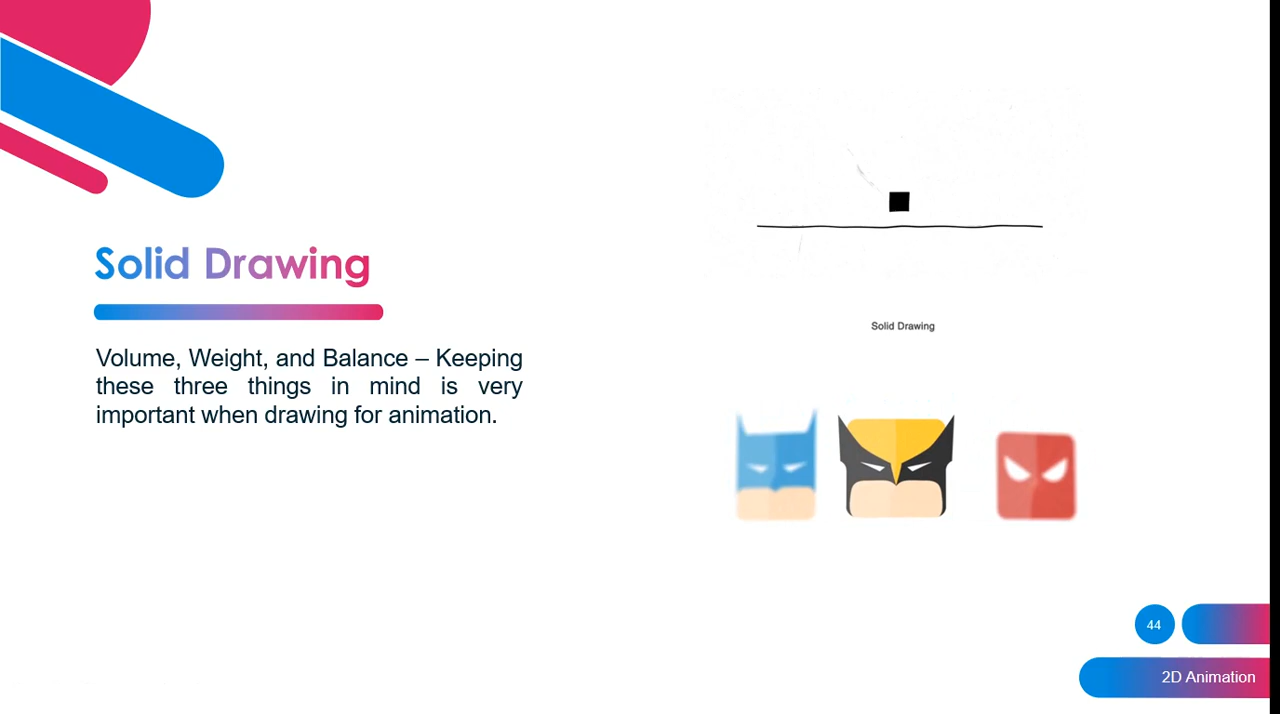 Solid Drawing
Volume, Weight, and Balance – Keeping
these three things in mind is very
important when drawing for animation.
Solid Drawing
44
2D Animation